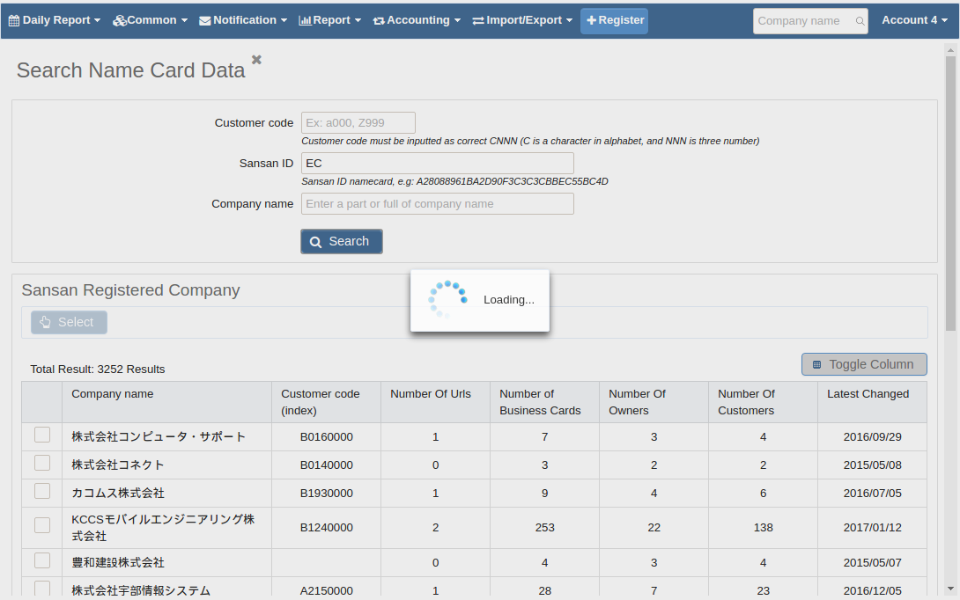 Daily Report Common Notification Report Accounting Import/Export Register Company name Account 4
Search Name Card Data
Customer code Ex: a000, Z999
Customer code must be inputted as correct CNNN (C is a character in alphabet, and NNN is three number)
Sansan ID EC
Sansan ID namecard, e.g: A28088961BA2D90F3C3C3CBBEC55BC4D
Company name Enter a part or full of company name
Search
Loading...
Sansan Registered Company
Select
Total Result: 3252 Results Toggle Column
Company name Customer code (index) Number Of Urls Number of Business Cards Number Of Owners Number Of Customers Latest Changed
株式会社コンピュータ・サポート B0160000 1 7 3 4 2016/09/29
株式会社コネクト B0140000 0 3 2 2 2015/05/08
カコムス株式会社 B1930000 1 9 4 6 2016/07/05
KCCSモバイルエンジニアリング株式会社 B1240000 2 253 22 138 2017/01/12
豊和建設株式会社 0 4 3 4 2015/05/07
株式会社宇部情報システム A2150000 1 28 7 23 2016/12/05